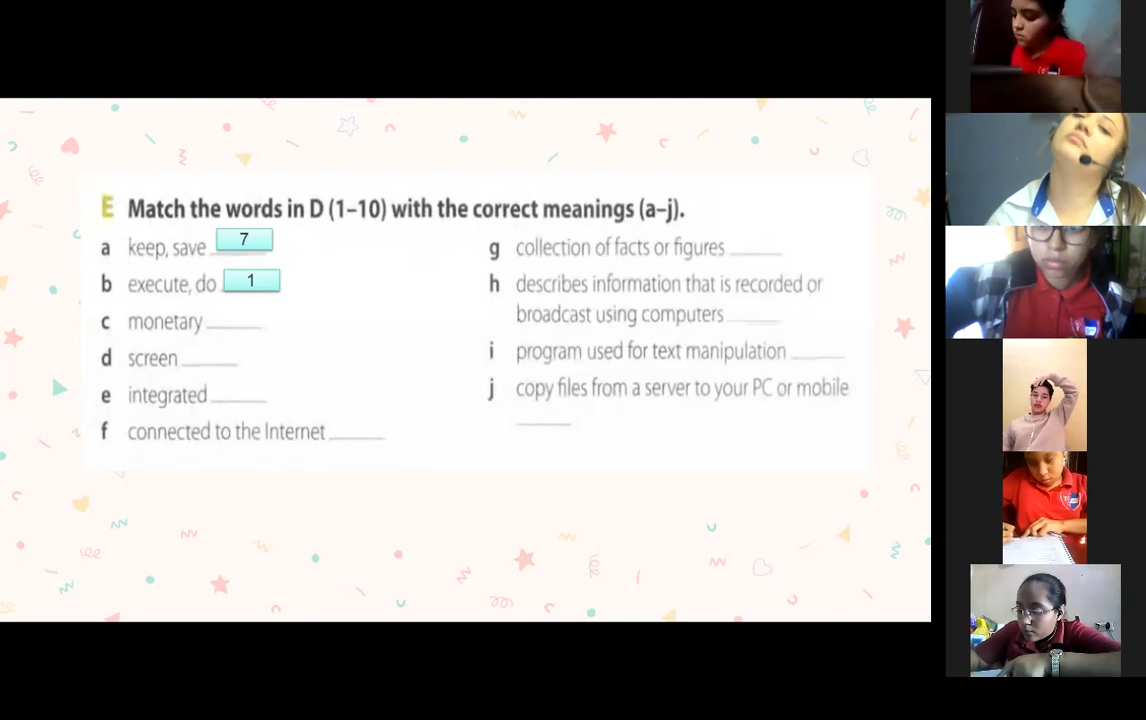 E Match the words in D (1–10) with the correct meanings (a–j).
a keep, save 7
b execute, do 1
c monetary
d screen
e integrated
f connected to the Internet
g collection of facts or figures
h describes information that is recorded or
broadcast using computers
i program used for text manipulation
j copy files from a server to your PC or mobile